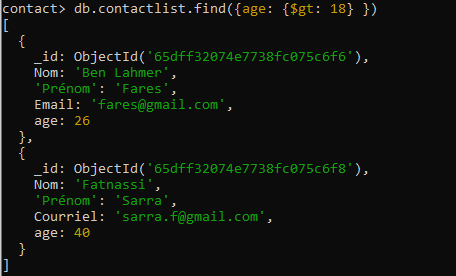 contact> db.contactlist.find({age: {$gt: 18} })
[
  {
    _id: ObjectId('65dff32074e7738fc075c6f6'),
    Nom: 'Ben Lahmer',
    'Prénom': 'Fares',
    Email: 'fares@gmail.com',
    age: 26
  },
  {
    _id: ObjectId('65dff32074e7738fc075c6f8'),
    Nom: 'Fatnassi',
    'Prénom': 'Sarra',
    Courriel: 'sarra.f@gmail.com',
    age: 40
  }
]